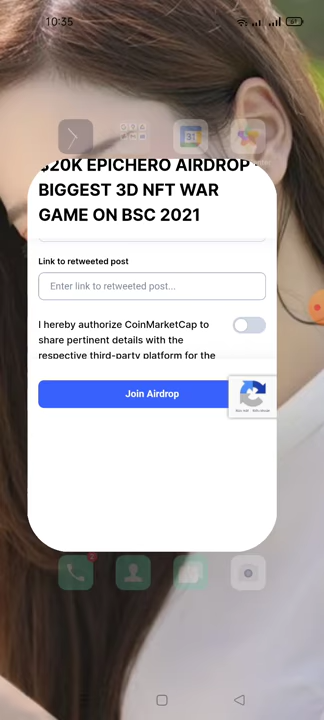 10:35
$20K EPICHERO AIRDROP -
BIGGEST 3D NFT WAR
GAME ON BSC 2021
Link to retweeted post
Enter link to retweeted post...
I hereby authorize CoinMarketCap to
share pertinent details with the
respective third-party platform for the
Join Airdrop
31